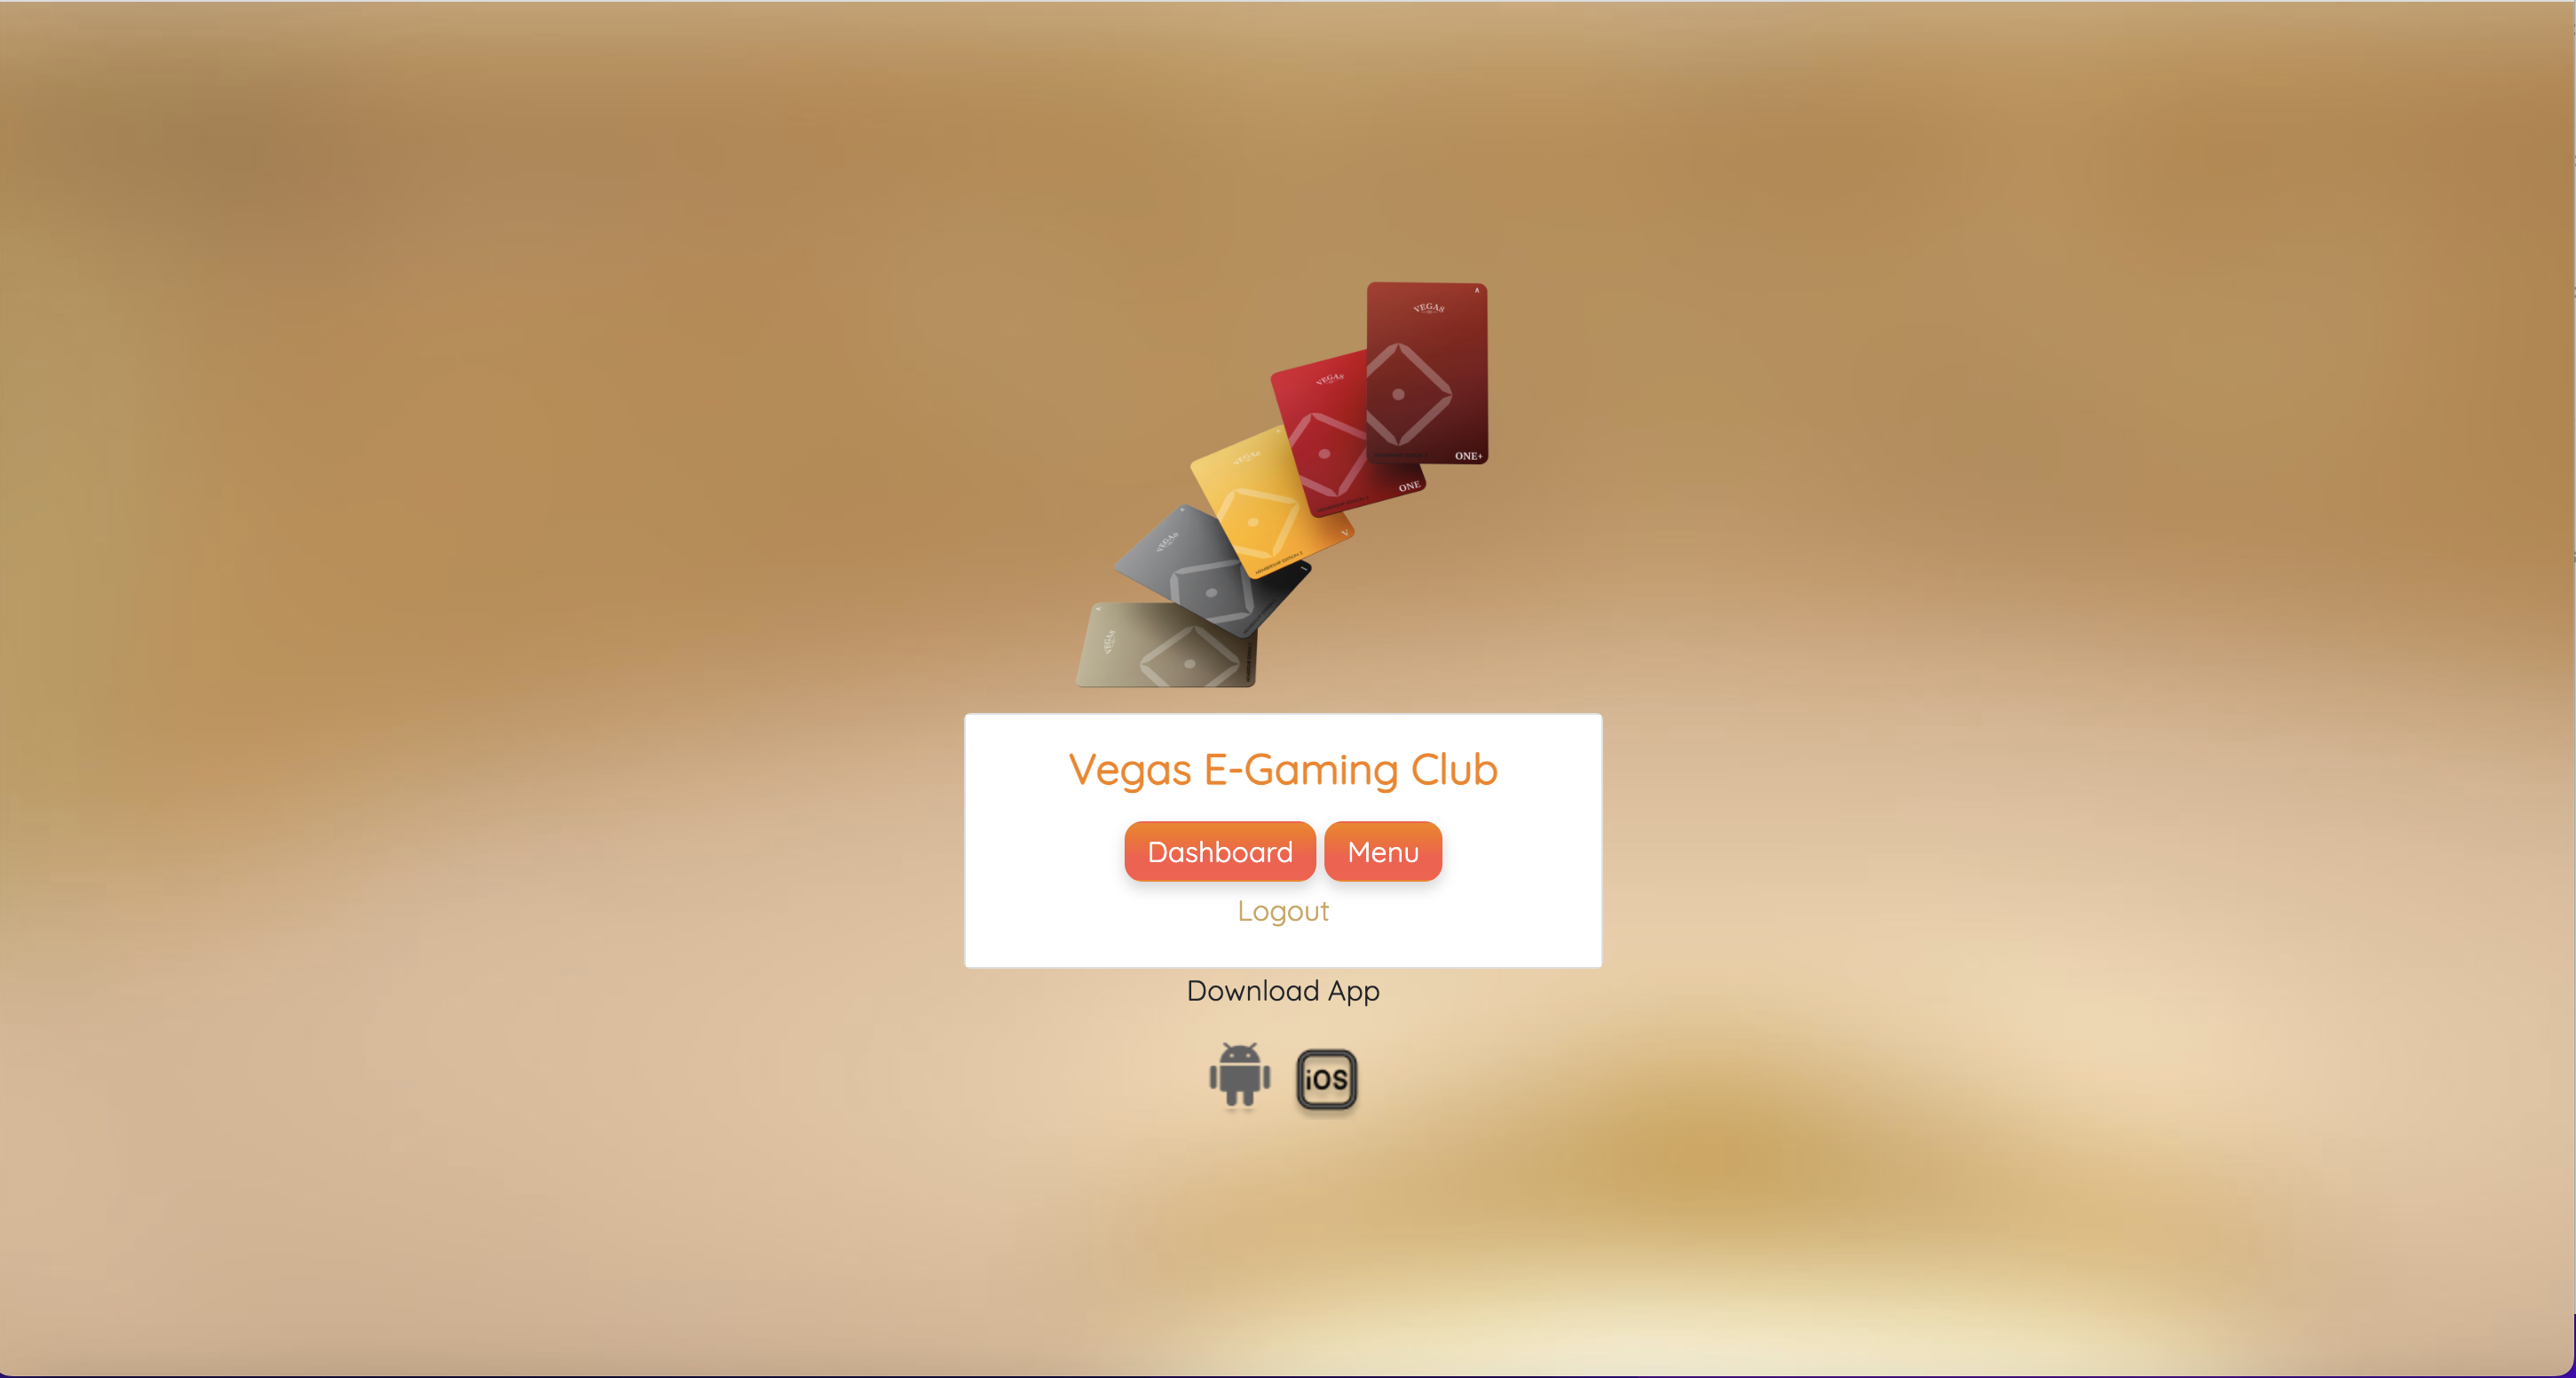 VEGAS
VEGAS
ONE+
VEGAS
ONE
VEGAS
VEGAS
Vegas E-Gaming Club
Dashboard Menu
Logout
Download App
iOS